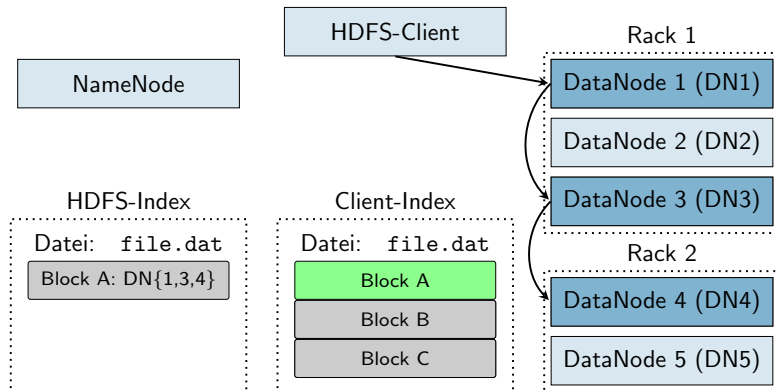 HDFS-Client
NameNode
Rack 1
DataNode 1 (DN1)
DataNode 2 (DN2)
DataNode 3 (DN3)
HDFS-Index
Datei: file.dat
Block A: DN{1,3,4}
Client-Index
Datei: file.dat
Block A
Block B
Block C
Rack 2
DataNode 4 (DN4)
DataNode 5 (DN5)